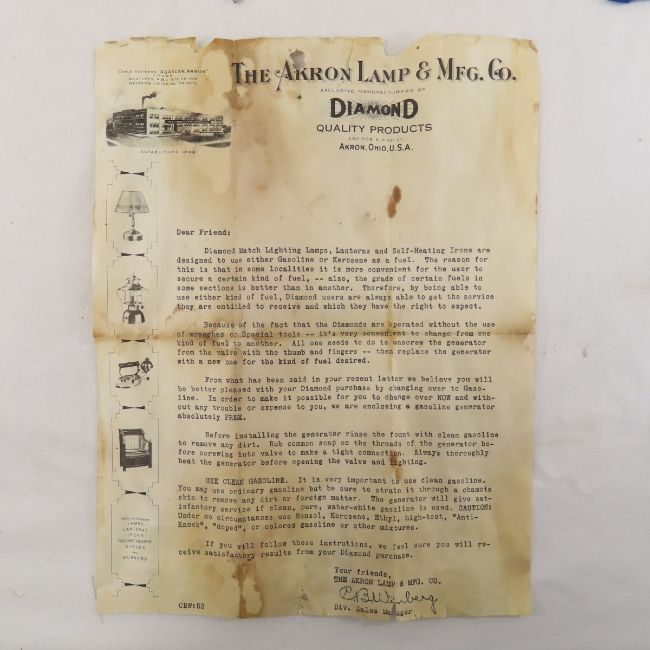 CABLE ADDRESS "AGASCAN, AKRON"
WESTERN UNION
THE AKRON LAMP & MFG. CO.
EXCLUSIVE MANUFACTURERS OF
DIAMOND
QUALITY PRODUCTS
AKRON, OHIO, U.S.A.
ESTABLISHED
Dear Friend:
Diamond Match Lighting Lamps, Lanterns and Self-Heating Irons are
designed to use either Gasoline or Kerosene as a fuel. The reason for
this is that in some localities it is more convenient for the user to
secure a certain kind of fuel, -- also, the grade of certain fuels in
some sections is better than in another. Therefore, by being able to
use either kind of fuel, Diamond users are always able to get the service
they are entitled to receive and which they have the right to expect.
Because of the fact that the Diamonds are operated without the use
of wrenches or Special tools -- it's very convenient to change from one
kind of fuel to another. All one needs to do is unscrew the generator
from the valve with the thumb and fingers -- then replace the generator
with a new one for the kind of fuel desired.
From what has been said in your recent letter we believe you will
be better pleased with your Diamond purchase by changing over to Gaso-
line. In order to make it possible for you to change over NOW and with-
out any trouble or expense to you, we are enclosing a gasoline generator
absolutely FREE.
Before installing the generator rinse the fount with clean gasoline
to remove any dirt. Rub common soap on the threads of the generator be-
fore screwing into valve to make a tight connection. Always thoroughly
heat the generator before opening the valve and lighting.
USE CLEAN GASOLINE. It is very important to use clean gasoline.
You may use ordinary gasoline but be sure to strain it through a chamois
skin to remove any dirt or foreign matter. The generator will give sat-
isfactory service if clean, pure, water-white gasoline is used. CAUTION:
Under no circumstances use Benzol, Kerosene, Ethyl, high-test, "Anti-
Knock", "doped", or colored gasoline or other mixtures.
If you will follow these instrutions, we feel sure you will re-
ceive satisfactory results from your Diamond purchase.
Your friends,
THE AKRON LAMP & MFG. CO.
C. B. Weinberg
Div. Sales Manager
CBW:53
LAMPS
LANTERNS
IRONS
RADIANT HEATERS
STOVES
AND
BURNERS